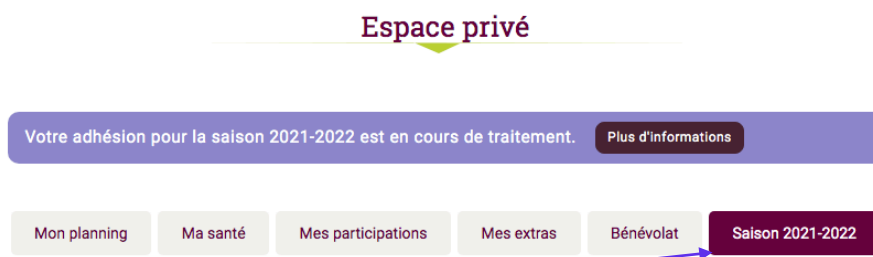 Espace privé
Votre adhésion pour la saison 2021-2022 est en cours de traitement. Plus d'informations
Mon planning Ma santé Mes participations Mes extras Bénévolat Saison 2021-2022